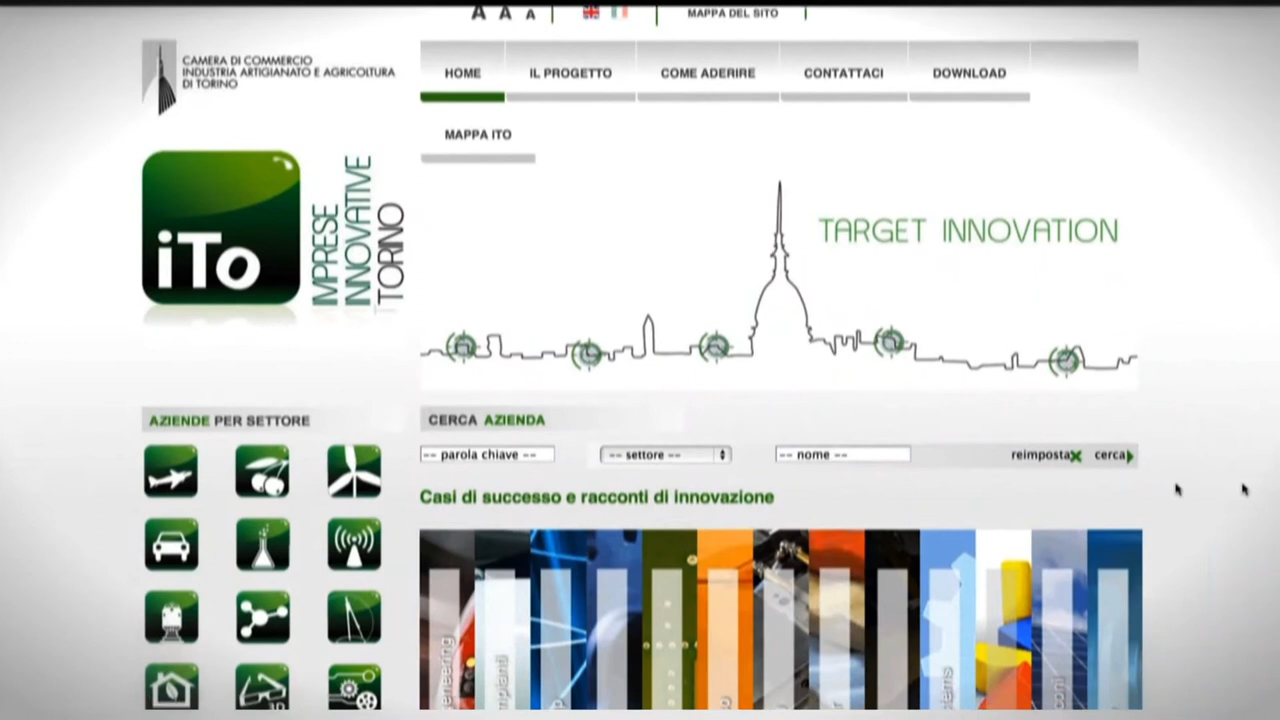 A A A
MAPPA DEL SITO
CAMERA DI COMMERCIO
INDUSTRIA ARTIGIANATO E AGRICOLTURA
DI TORINO
HOME
IL PROGETTO
COME ADERIRE
CONTATTACI
DOWNLOAD
MAPPA ITO
iTo
IMPRESE
INNOVATIVE
TORINO
TARGET INNOVATION
AZIENDE PER SETTORE
CERCA AZIENDA
-- parola chiave --
-- settore --
-- nome --
reimposta
cerca
Casi di successo e racconti di innovazione
3D